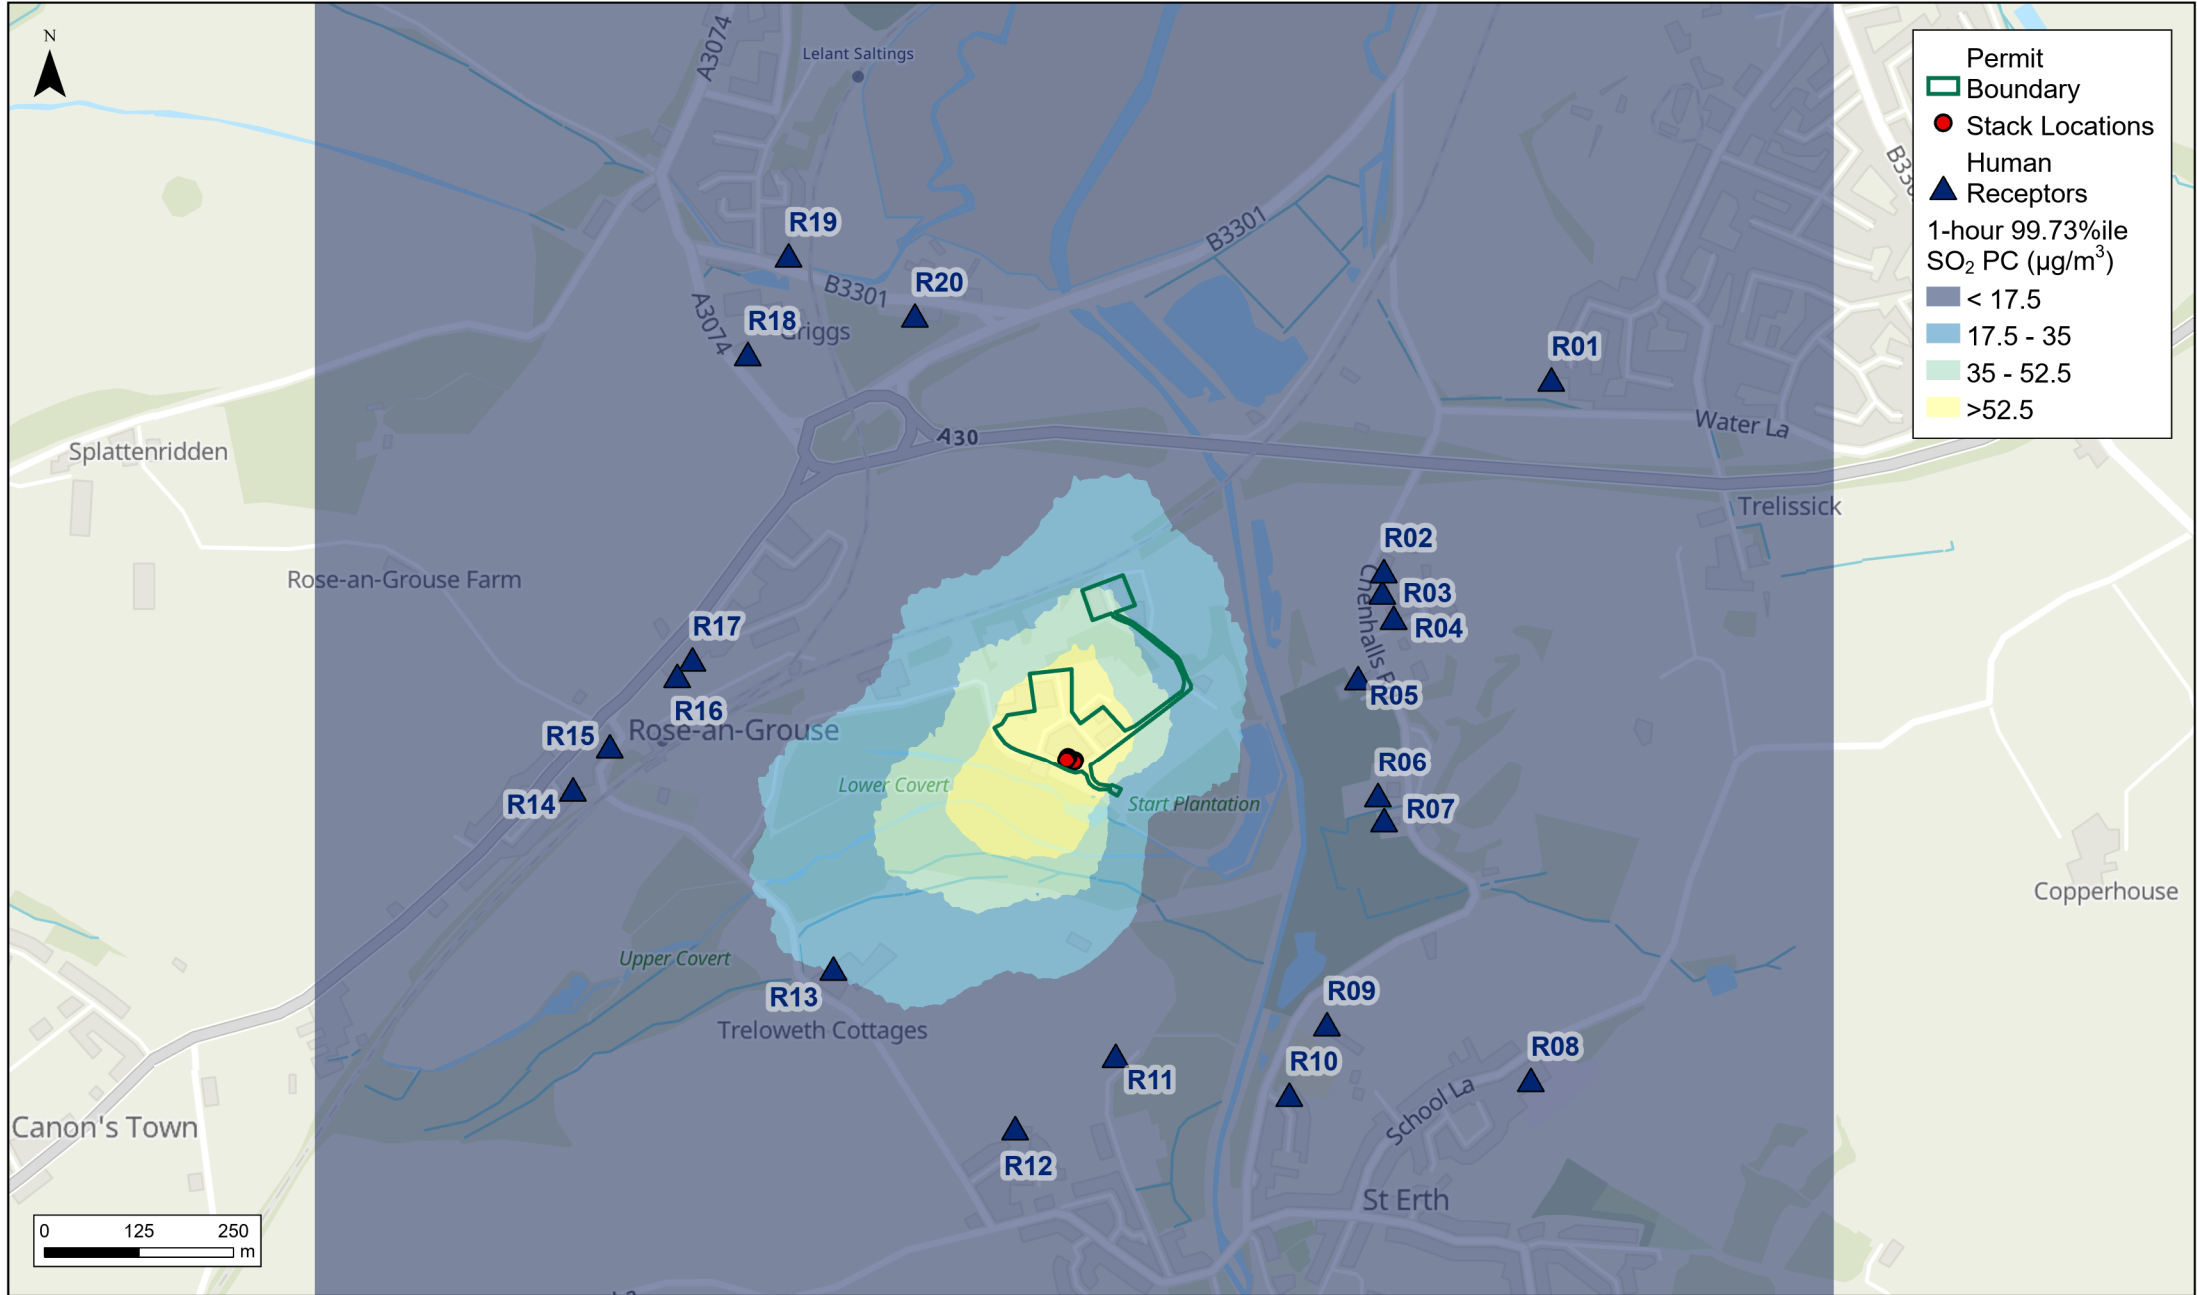 N
A3074
Lelant Saltings
B3301
R19
B3301
R20
A3074
R18
Griggs
R01
A30
Water La
Splattenridden
Trelissick
R02
Rose-an-Grouse Farm
R03
Chenhalls R
R04
R17
R05
R16
Rose-an-Grouse
R15
R06
Lower Covert
Start Plantation
R14
R07
Copperhouse
Upper Covert
R13
R09
Treloweth Cottages
R10
R08
R11
School La
Canon's Town
R12
St Erth
0 125 250
m
Permit
Boundary
Stack Locations
Human
Receptors
1-hour 99.73%ile
SO₂ PC (µg/m³)
< 17.5
17.5 - 35
35 - 52.5
>52.5